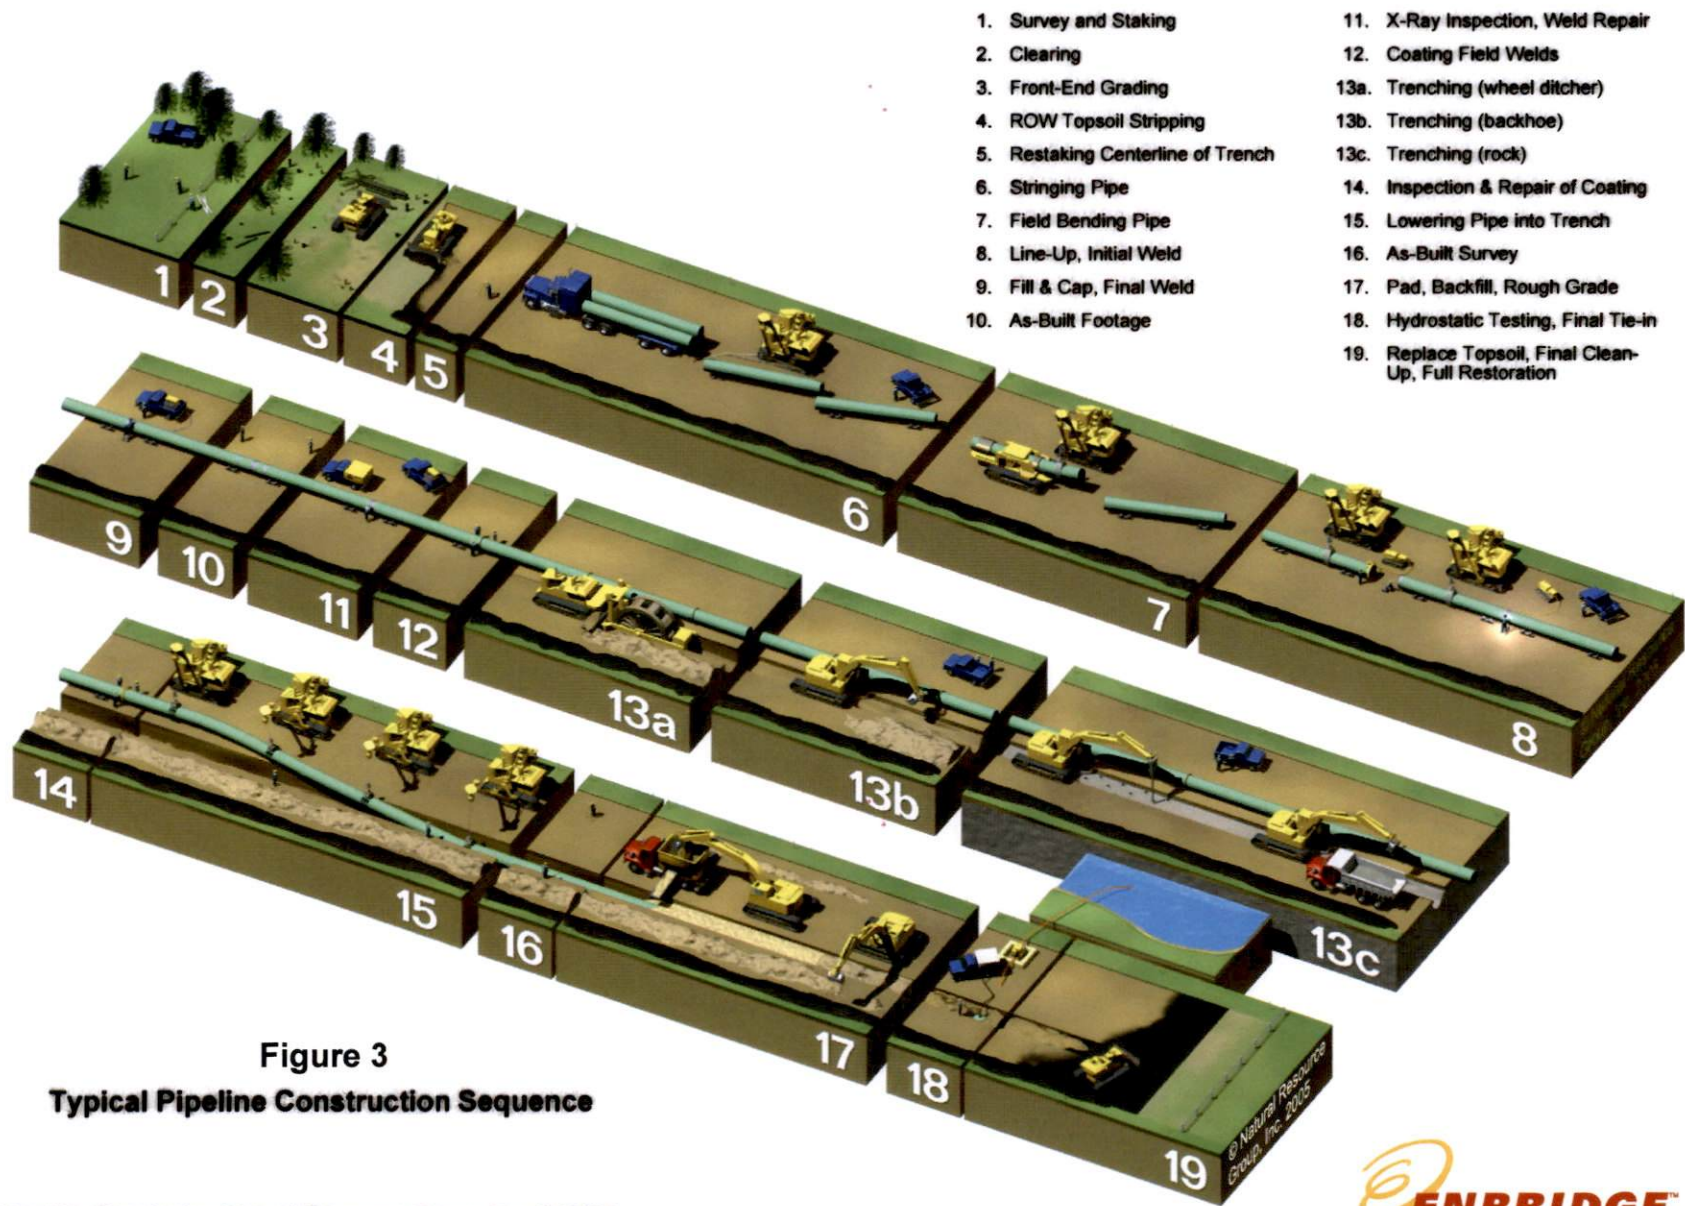 1. Survey and Staking
2. Clearing
3. Front-End Grading
4. ROW Topsoil Stripping
5. Restaking Centerline of Trench
6. Stringing Pipe
7. Field Bending Pipe
8. Line-Up, Initial Weld
9. Fill & Cap, Final Weld
10. As-Built Footage
11. X-Ray Inspection, Weld Repair
12. Coating Field Welds
13a. Trenching (wheel ditcher)
13b. Trenching (backhoe)
13c. Trenching (rock)
14. Inspection & Repair of Coating
15. Lowering Pipe into Trench
16. As-Built Survey
17. Pad, Backfill, Rough Grade
18. Hydrostatic Testing, Final Tie-in
19. Replace Topsoil, Final Clean-
Up, Full Restoration
1
2
3
4
5
6
7
8
9
10
11
12
13a
13b
13c
14
15
16
17
18
19
Figure 3
Typical Pipeline Construction Sequence
© Natural Resource
Group, Inc. 2005
ENBRIDGE™